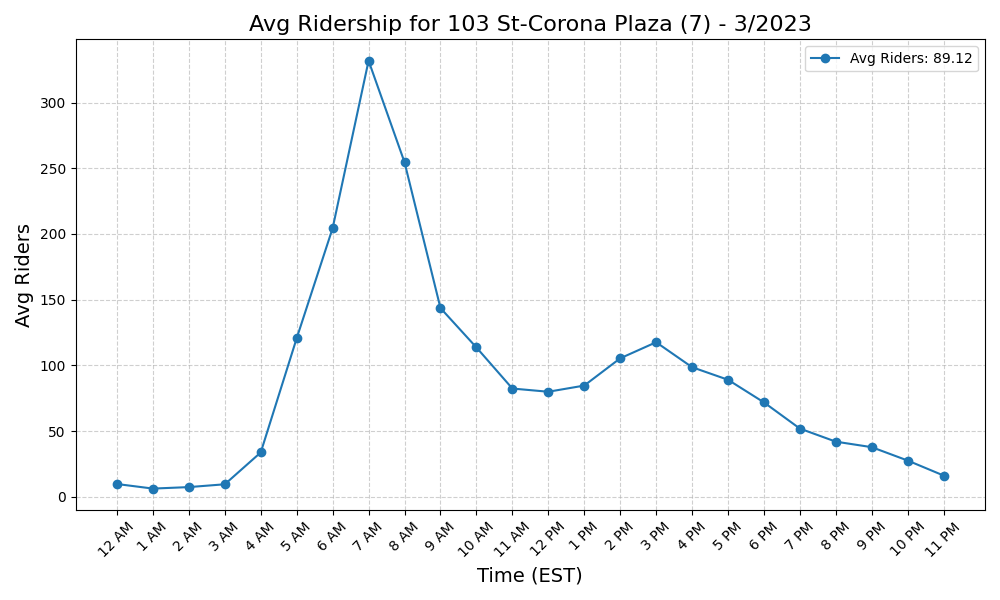 Avg Ridership for 103 St-Corona Plaza (7) - 3/2023
Avg Riders: 89.12
Avg Riders
300
250
200
150
100
50
0
12 AM
1 AM
2 AM
3 AM
4 AM
5 AM
6 AM
7 AM
8 AM
9 AM
10 AM
11 AM
12 PM
1 PM
2 PM
3 PM
4 PM
5 PM
6 PM
7 PM
8 PM
9 PM
10 PM
11 PM
Time (EST)